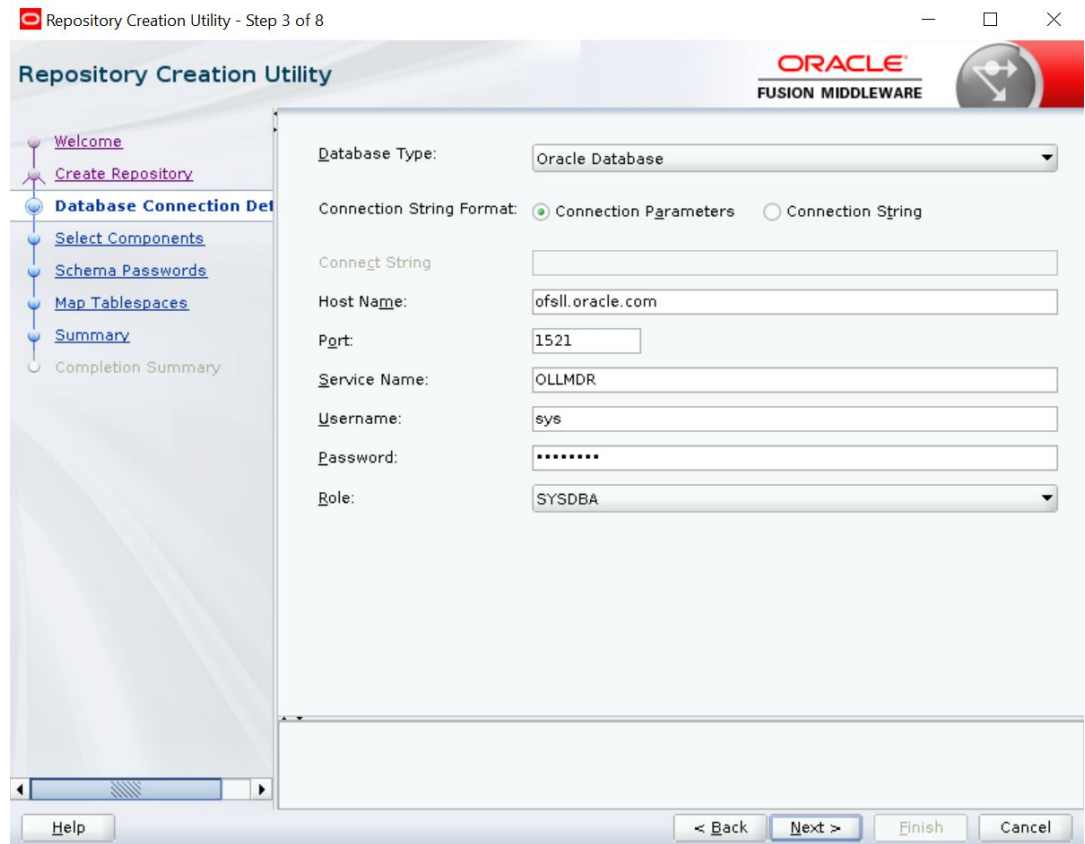 Repository Creation Utility - Step 3 of 8
Repository Creation Utility
ORACLE
FUSION MIDDLEWARE
Welcome
Create Repository
Database Connection Det
Select Components
Schema Passwords
Map Tablespaces
Summary
Completion Summary
Database Type: Oracle Database
Connection String Format: Connection Parameters Connection String
Connect String
Host Name: ofsll.oracle.com
Port: 1521
Service Name: OLLMDR
Username: sys
Password: ••••••••
Role: SYSDBA
Help < Back Next > Finish Cancel